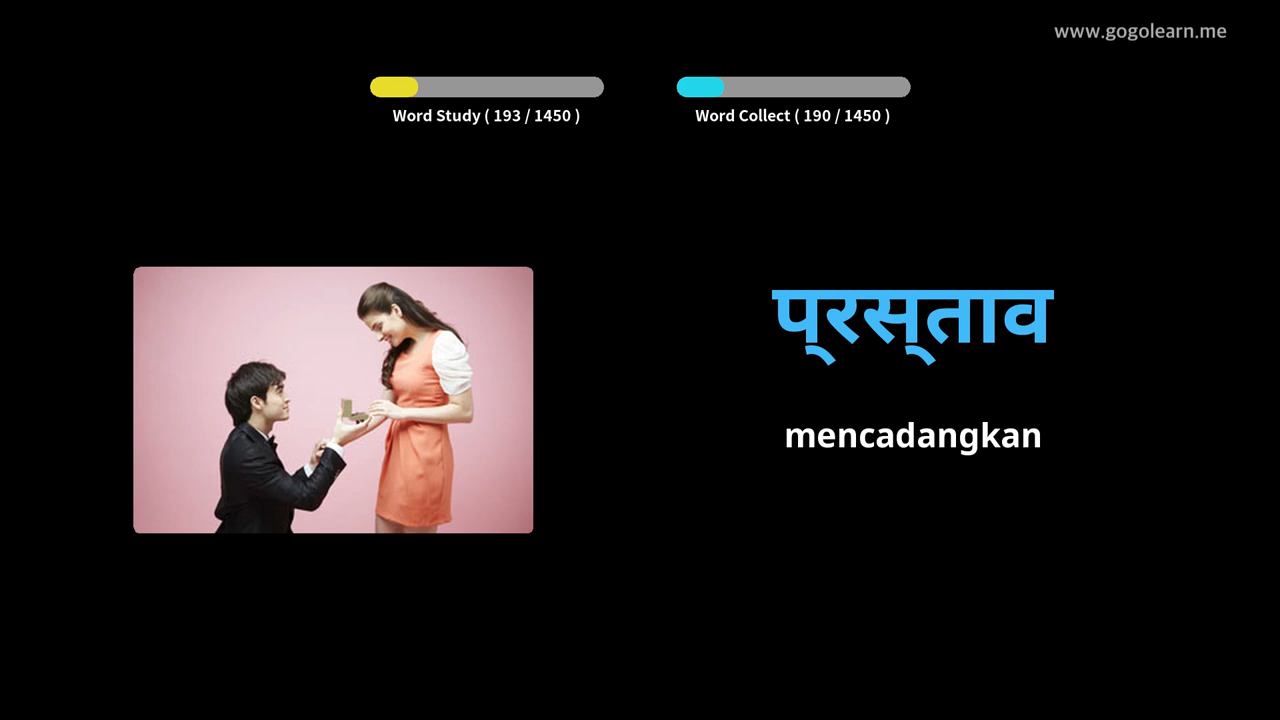 www.gogolearn.me
Word Study ( 193 / 1450 )
Word Collect ( 190 / 1450 )
प्‌रस्‌ताव
mencadangkan